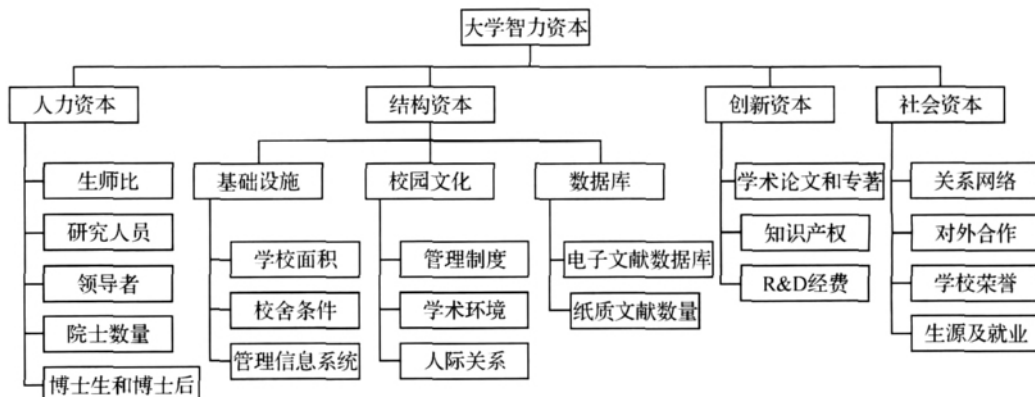 大学智力资本
人力资本
结构资本
创新资本
社会资本
生师比
研究人员
领导者
院士数量
博士生和博士后
基础设施
学校面积
校舍条件
管理信息系统
校园文化
管理制度
学术环境
人际关系
数据库
电子文献数据库
纸质文献数量
学术论文和专著
知识产权
R&D经费
关系网络
对外合作
学校荣誉
生源及就业